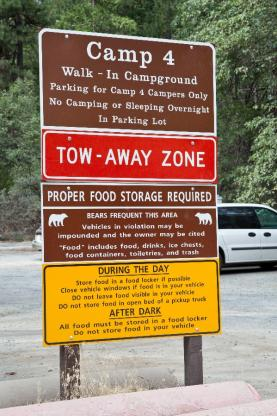 Camp 4
Walk - In Campground
Parking for Camp 4 Campers Only
No Camping or Sleeping Overnight
In Parking Lot
TOW - AWAY ZONE
PROPER FOOD STORAGE REQUIRED
BEARS FREQUENT THIS AREA
Vehicles in violation may be
impounded and the owner may be cited
"Food" includes food, drinks, ice chests,
food containers, toiletries, and trash
DURING THE DAY
Store food in a food locker if possible
Close vehicle windows if food is in your vehicle
Do not leave food visible in your vehicle
Do not store food in open bed of a pickup truck
AFTER DARK
All food must be stored in a food locker
Do not store food in your vehicle